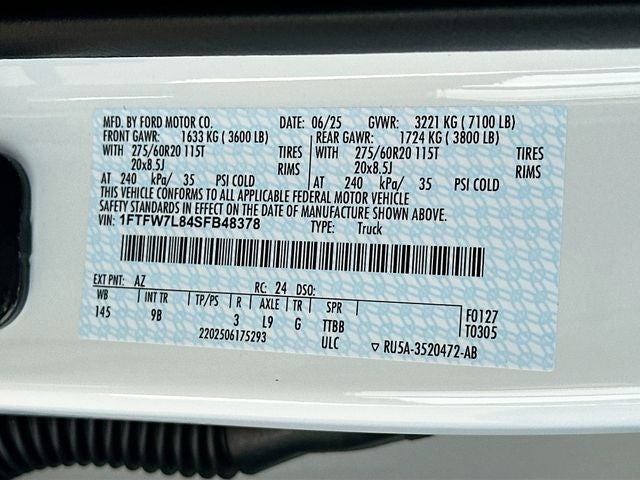 MFD. BY FORD MOTOR CO. DATE: 06/25 GVWR: 3221 KG ( 7100 LB)
FRONT GAWR: 1633 KG ( 3600 LB) REAR GAWR: 1724 KG ( 3800 LB)
WITH 275/60R20 115T TIRES WITH 275/60R20 115T TIRES
20x8.5J RIMS 20x8.5J RIMS
AT 240 kPa/ 35 PSI COLD AT 240 kPa/ 35 PSI COLD
THIS VEHICLE CONFORMS TO ALL APPLICABLE FEDERAL MOTOR VEHICLE
SAFETY STANDARDS IN EFFECT ON THE DATE OF MANUFACTURE SHOWN ABOVE.
VIN: 1FTFW7L84SFB48378 TYPE: Truck
EXT PNT: AZ RC: 24 DSO:
WB INT TR TP/PS R AXLE TR SPR F0127
145 9B 3 L9 G TTBB T0305
2202506175293 ULC ▽ RU5A-3520472-AB